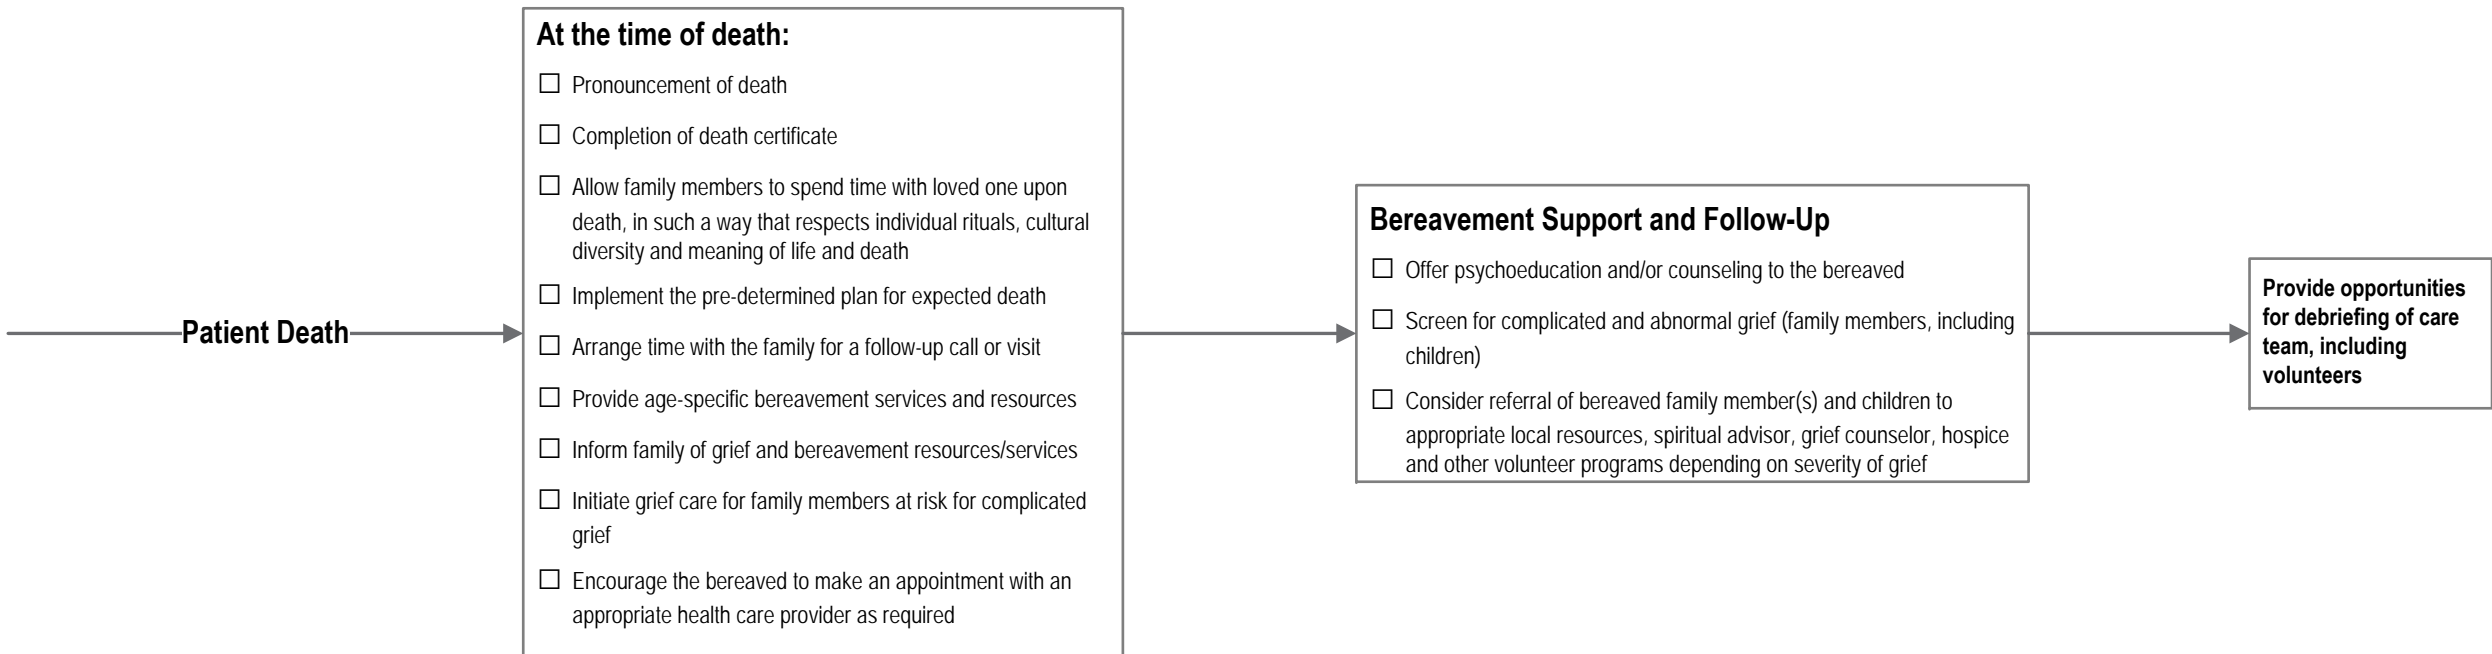 Patient Death
At the time of death:
☐ Pronouncement of death
☐ Completion of death certificate
☐ Allow family members to spend time with loved one upon
death, in such a way that respects individual rituals, cultural
diversity and meaning of life and death
☐ Implement the pre-determined plan for expected death
☐ Arrange time with the family for a follow-up call or visit
☐ Provide age-specific bereavement services and resources
☐ Inform family of grief and bereavement resources/services
☐ Initiate grief care for family members at risk for complicated
grief
☐ Encourage the bereaved to make an appointment with an
appropriate health care provider as required
Bereavement Support and Follow-Up
☐ Offer psychoeducation and/or counseling to the bereaved
☐ Screen for complicated and abnormal grief (family members, including
children)
☐ Consider referral of bereaved family member(s) and children to
appropriate local resources, spiritual advisor, grief counselor, hospice
and other volunteer programs depending on severity of grief
Provide opportunities
for debriefing of care
team, including
volunteers